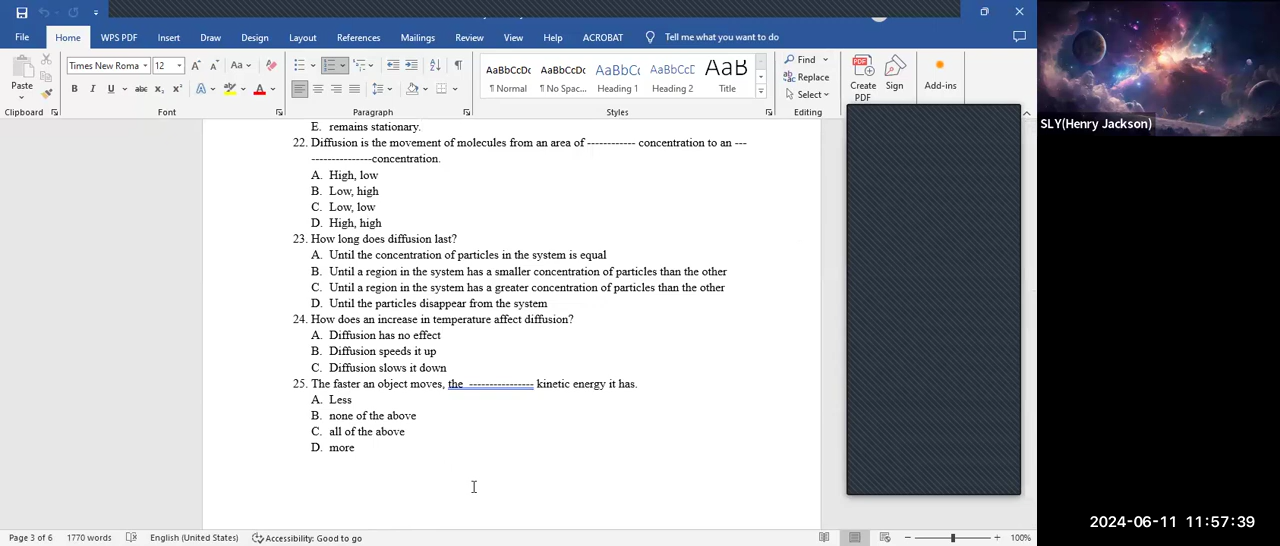 File Home WPS PDF Insert Draw Design Layout References Mailings Review View Help ACROBAT Tell me what you want to do
Times New Roma 12 A A Aa A AaBbCcDc AaBbCcDc AaBbC AaBbCcD AaB Find
Paste B I U abc x₂ x² A A ¶ Normal ¶ No Spac... Heading 1 Heading 2 Title Replace Select Create PDF Sign Add-ins
Clipboard Font Paragraph Styles Editing
SLY(Henry Jackson)
E. remains stationary.
22. Diffusion is the movement of molecules from an area of ------------ concentration to an ---
----------------concentration.
A. High, low
B. Low, high
C. Low, low
D. High, high
23. How long does diffusion last?
A. Until the concentration of particles in the system is equal
B. Until a region in the system has a smaller concentration of particles than the other
C. Until a region in the system has a greater concentration of particles than the other
D. Until the particles disappear from the system
24. How does an increase in temperature affect diffusion?
A. Diffusion has no effect
B. Diffusion speeds it up
C. Diffusion slows it down
25. The faster an object moves, the ---------------- kinetic energy it has.
A. Less
B. none of the above
C. all of the above
D. more
2024-06-11 11:57:39
Page 3 of 6 1770 words English (United States) Accessibility: Good to go 100%